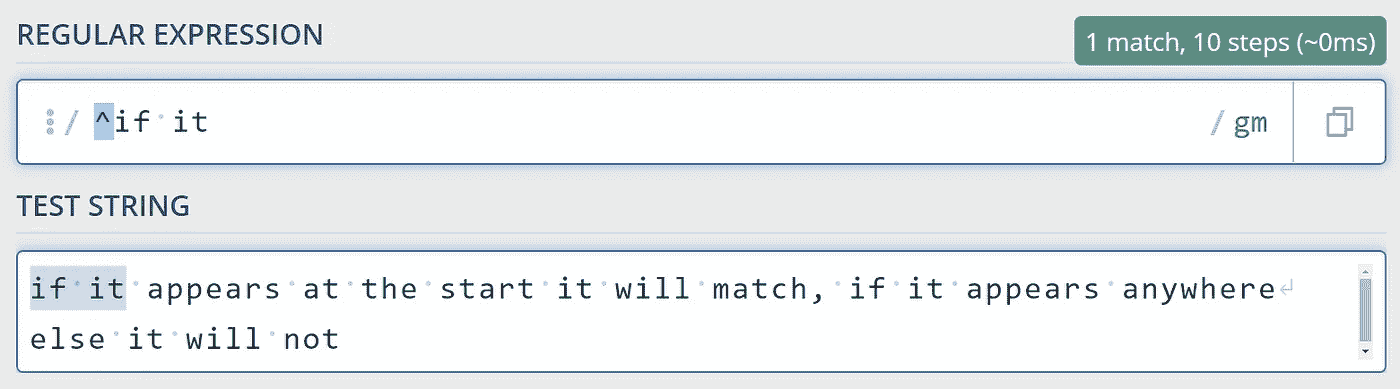 REGULAR EXPRESSION
1 match, 10 steps (~0ms)
/ ^if·it
/ gm
TEST STRING
if·it·appears·at·the·start·it·will·match,·if·it·appears·anywhere↵
else·it·will·not